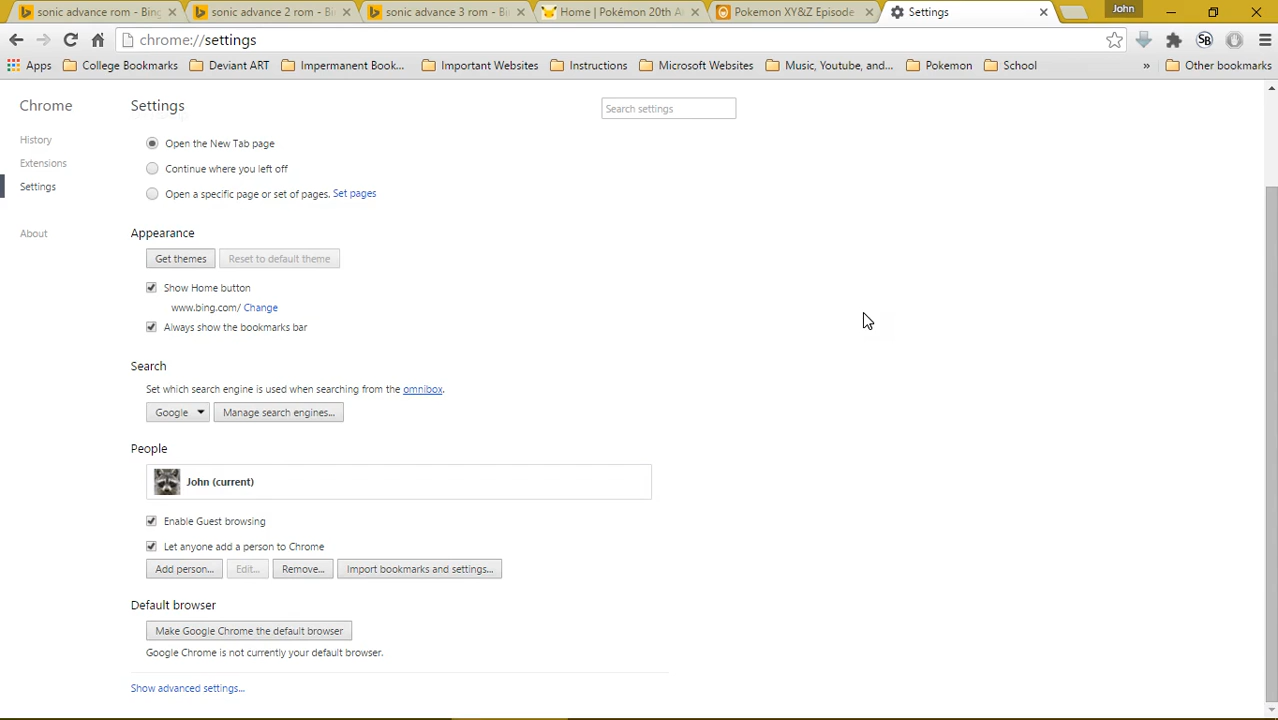 sonic advance rom - Bing
sonic advance 2 rom - Bi
sonic advance 3 rom - Bi
Home | Pokémon 20th A
Pokemon XY&Z Episode
Settings
John
chrome://settings
Apps
College Bookmarks
Deviant ART
Impermanent Book...
Important Websites
Instructions
Microsoft Websites
Music, Youtube, and...
Pokemon
School
»
Other bookmarks
Chrome
History
Extensions
Settings
About
Settings
Search settings
Open the New Tab page
Continue where you left off
Open a specific page or set of pages. Set pages
Appearance
Get themes
Reset to default theme
Show Home button
www.bing.com/ Change
Always show the bookmarks bar
Search
Set which search engine is used when searching from the omnibox.
Google
Manage search engines...
People
John (current)
Enable Guest browsing
Let anyone add a person to Chrome
Add person...
Edit...
Remove...
Import bookmarks and settings...
Default browser
Make Google Chrome the default browser
Google Chrome is not currently your default browser.
Show advanced settings...